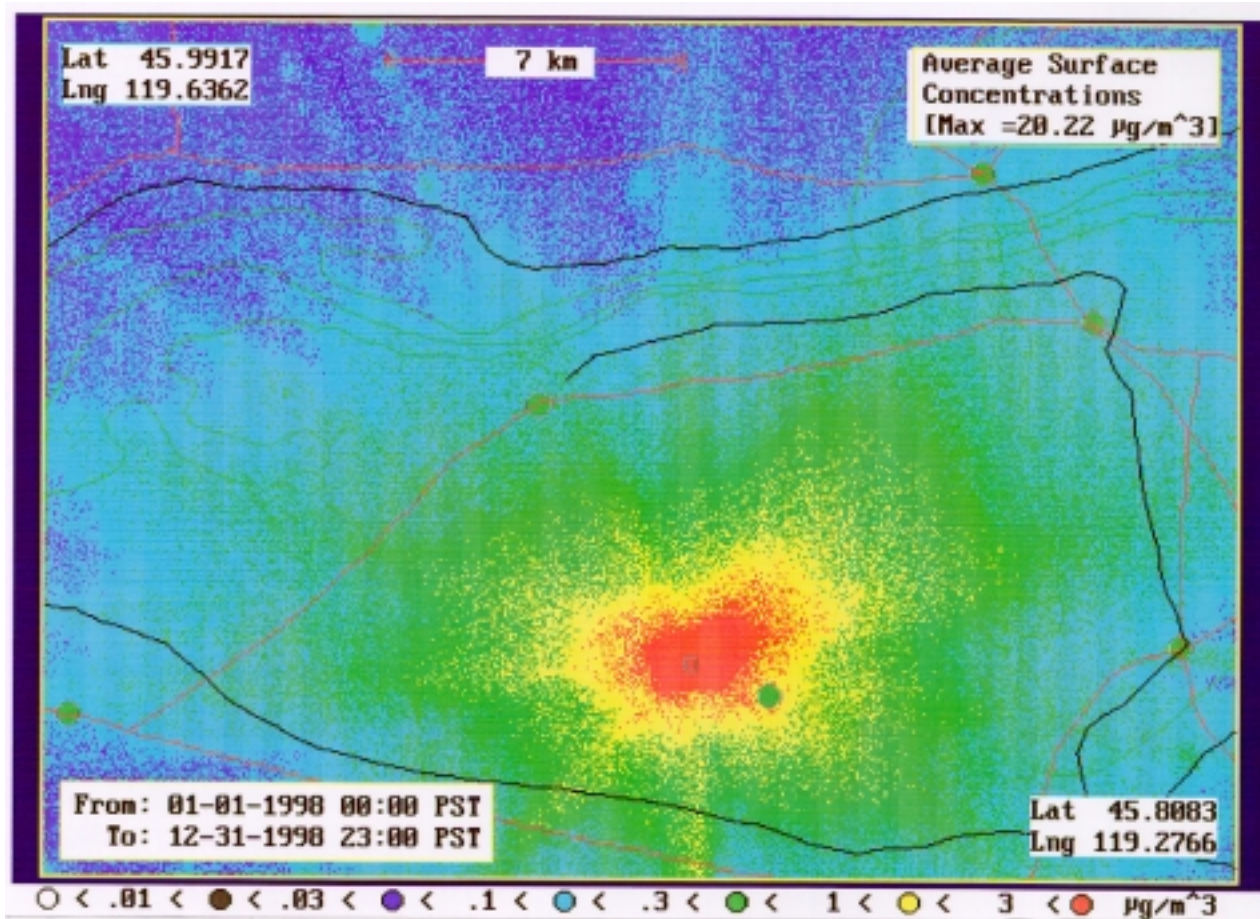 Lat 45.9917
Lng 119.6362
7 km
Average Surface
Concentrations
[Max =20.22 µg/m^3]
From: 01-01-1998 00:00 PST
To: 12-31-1998 23:00 PST
Lat 45.8083
Lng 119.2766
< .01 < < .03 < < .1 < < .3 < < 1 < < 3 < µg/m^3